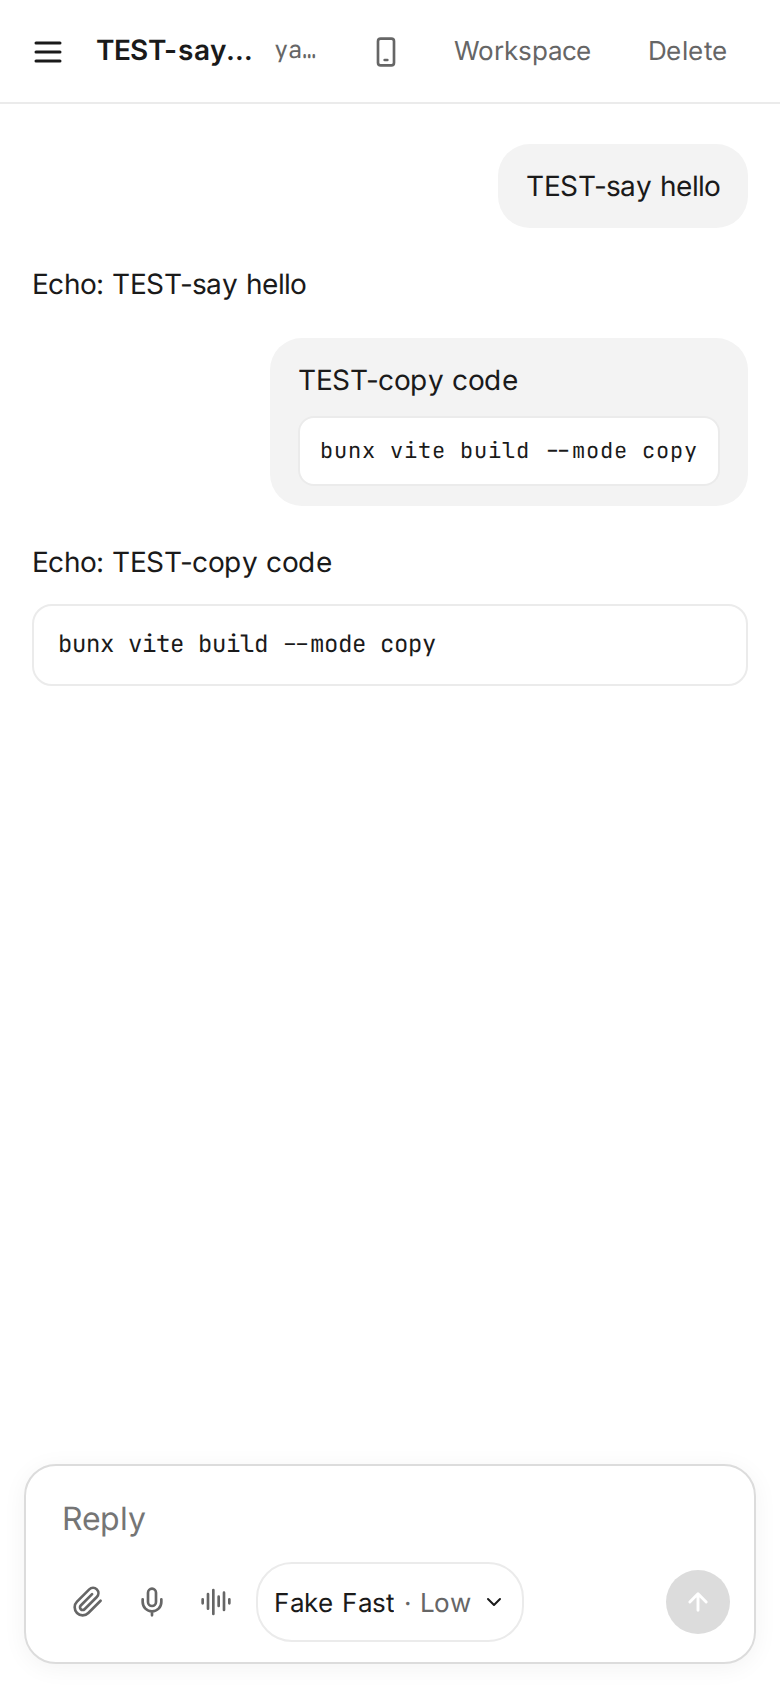 TEST-say... ya... Workspace Delete
TEST-say hello
Echo: TEST-say hello
TEST-copy code
bunx vite build --mode copy
Echo: TEST-copy code
bunx vite build --mode copy
Reply
Fake Fast · Low